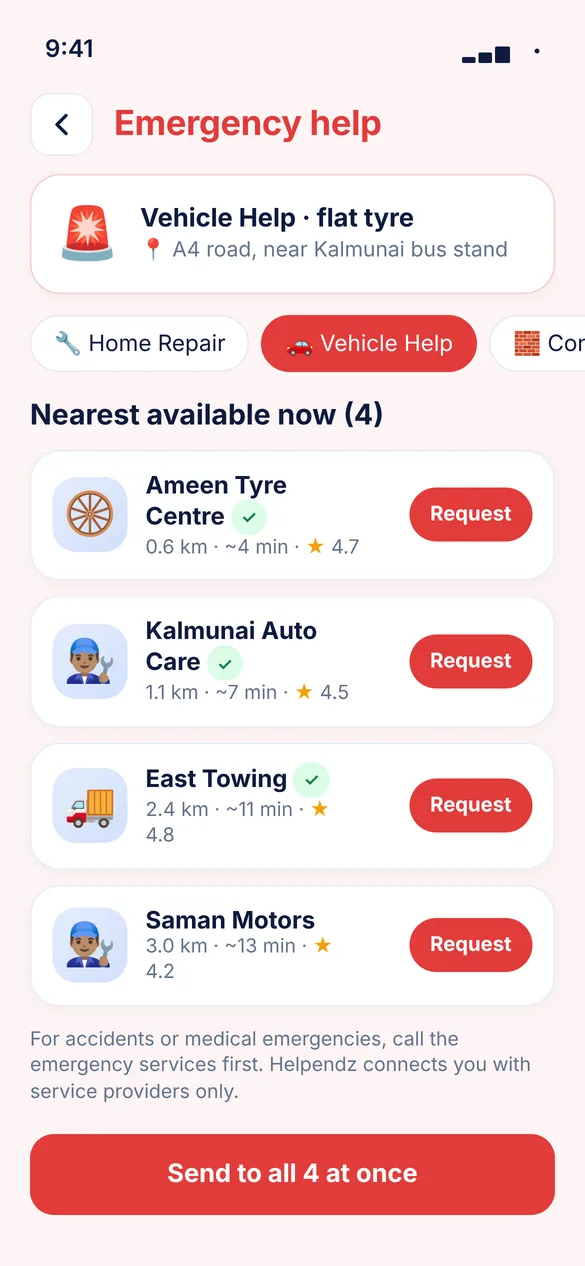 9:41
Emergency help
Vehicle Help · flat tyre
A4 road, near Kalmunai bus stand
Home Repair
Vehicle Help
Con
Nearest available now (4)
Ameen Tyre
Centre
0.6 km · ~4 min · ★ 4.7
Request
Kalmunai Auto
Care
1.1 km · ~7 min · ★ 4.5
Request
East Towing
2.4 km · ~11 min · ★
4.8
Request
Saman Motors
3.0 km · ~13 min · ★
4.2
Request
For accidents or medical emergencies, call the
emergency services first. Helpendz connects you with
service providers only.
Send to all 4 at once